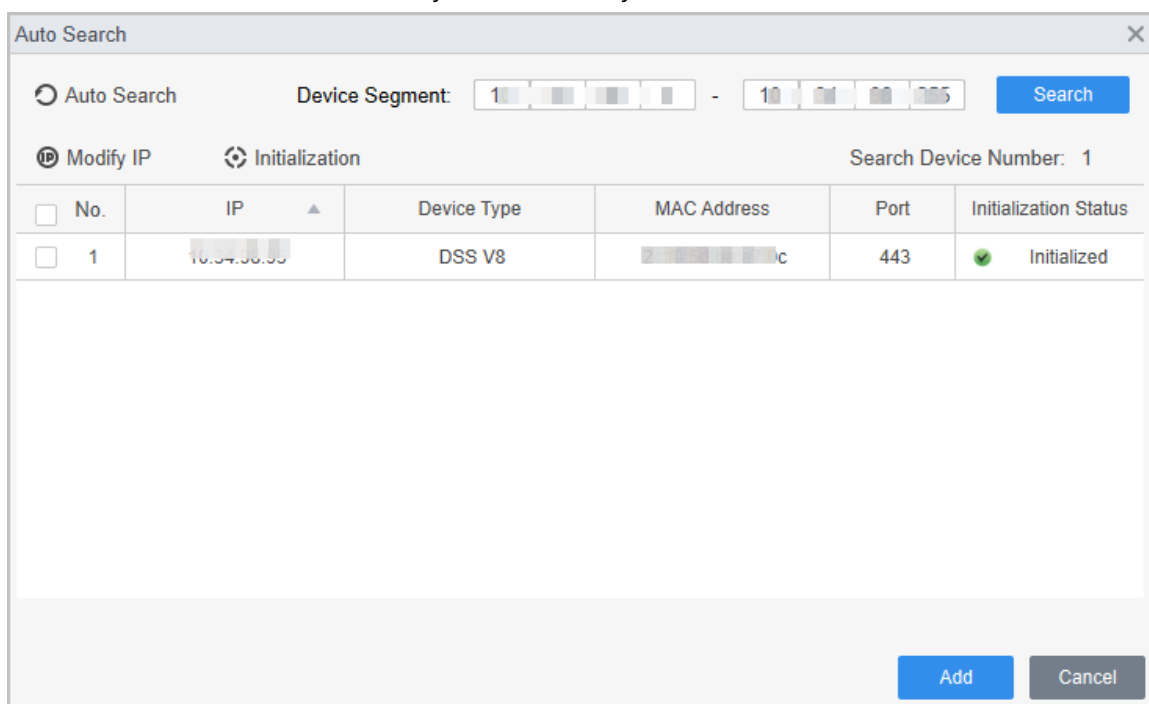 Auto Search
Auto Search Device Segment: - Search
Modify IP Initialization Search Device Number: 1
No. IP Device Type MAC Address Port Initialization Status
1 DSS V8 443 Initialized
Add Cancel